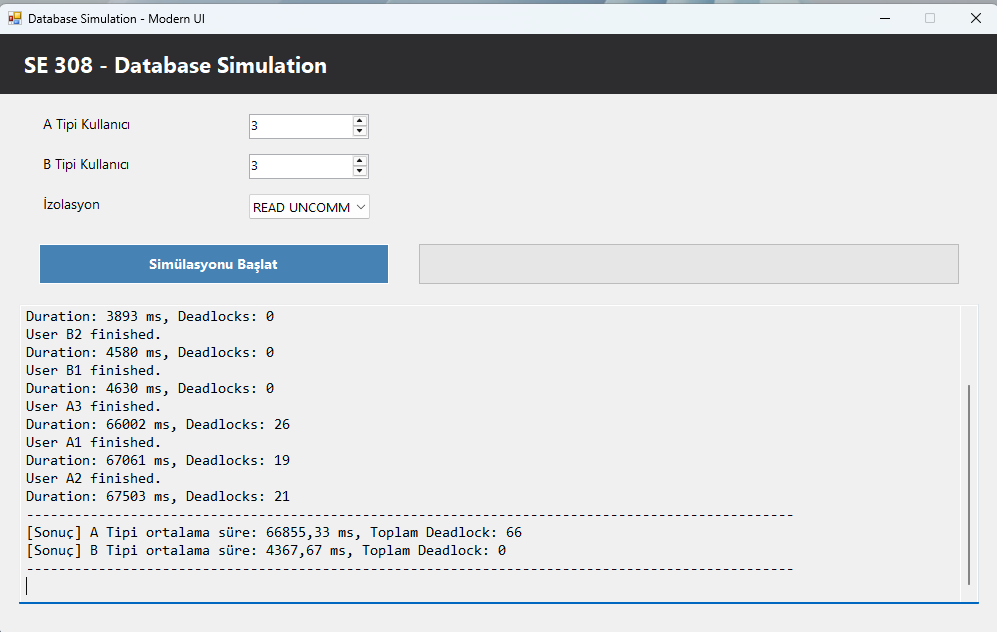 Database Simulation - Modern UI
SE 308 - Database Simulation
A Tipi Kullanıcı
3
B Tipi Kullanıcı
3
İzolasyon
READ UNCOMM
Simülasyonu Başlat
Duration: 3893 ms, Deadlocks: 0
User B2 finished.
Duration: 4580 ms, Deadlocks: 0
User B1 finished.
Duration: 4630 ms, Deadlocks: 0
User A3 finished.
Duration: 66002 ms, Deadlocks: 26
User A1 finished.
Duration: 67061 ms, Deadlocks: 19
User A2 finished.
Duration: 67503 ms, Deadlocks: 21
------------------------------------------------------------------------------------------------
[Sonuç] A Tipi ortalama süre: 66855,33 ms, Toplam Deadlock: 66
[Sonuç] B Tipi ortalama süre: 4367,67 ms, Toplam Deadlock: 0
------------------------------------------------------------------------------------------------